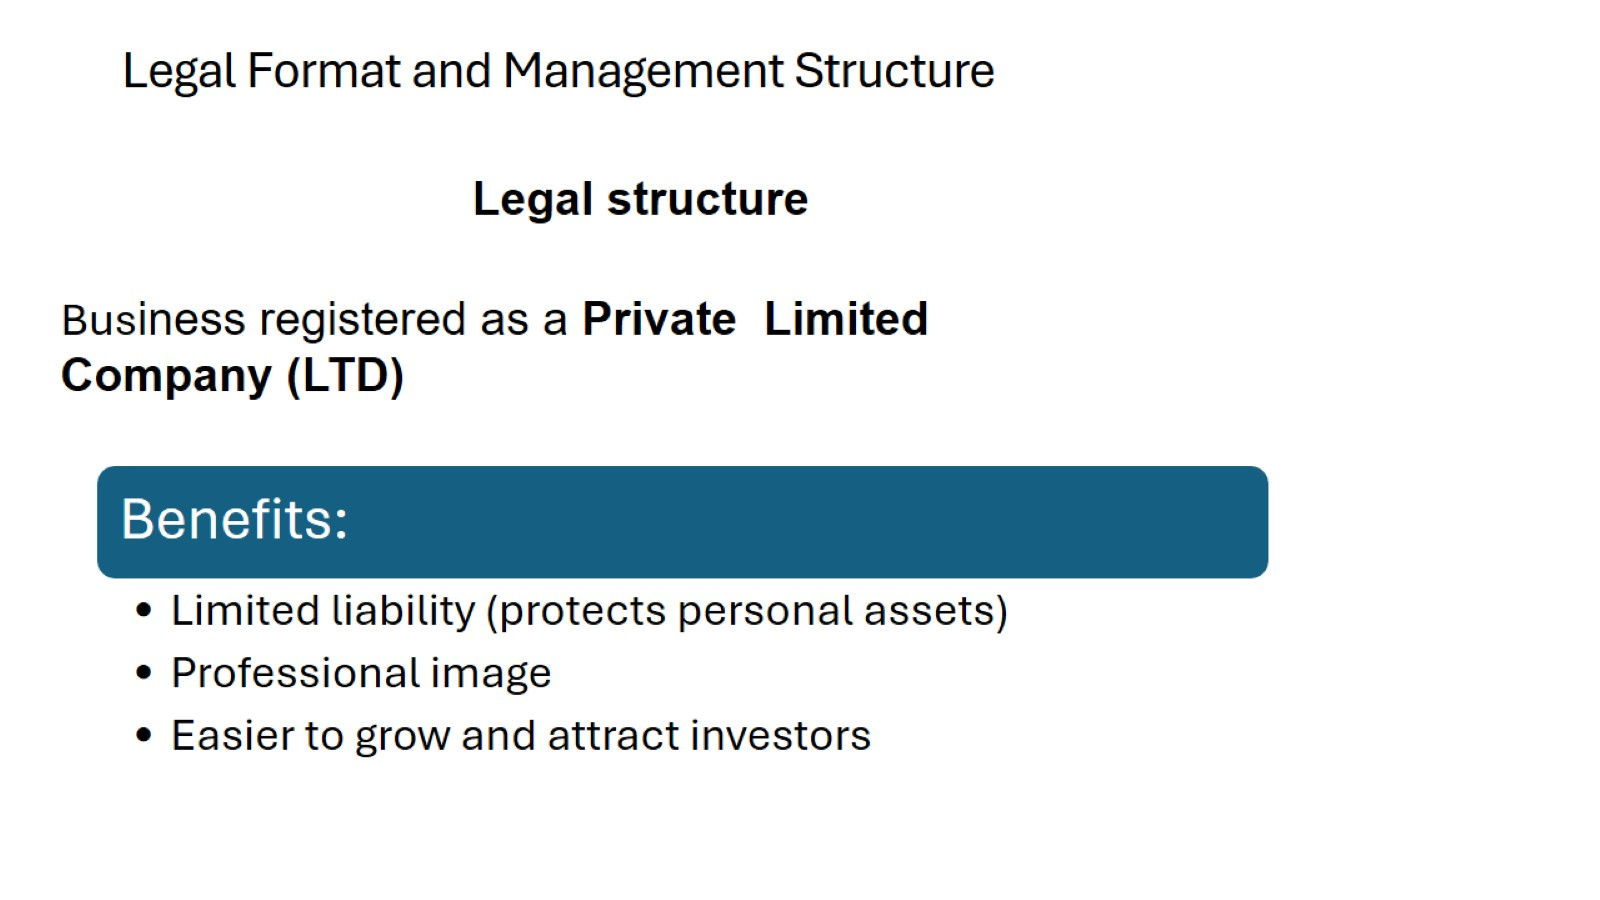 Legal Format and Management Structure
Legal structure
Business registered as a Private  Limited
Company (LTD)
Benefits:
• Limited liability (protects personal assets)
• Professional image
• Easier to grow and attract investors